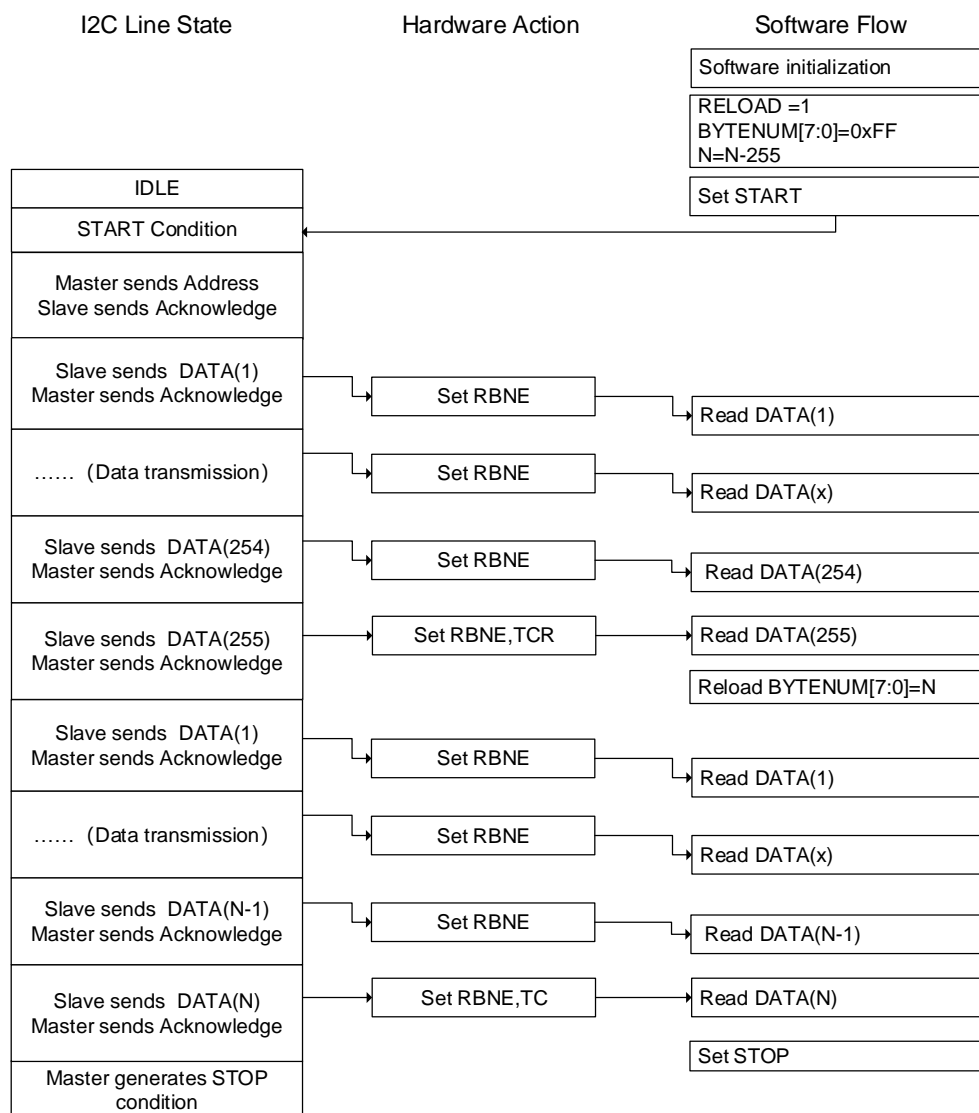 I2C Line State
Hardware Action
Software Flow
Software initialization
RELOAD =1
BYTENUM[7:0]=0xFF
N=N-255
IDLE
Set START
START Condition
Master sends Address
Slave sends Acknowledge
Slave sends DATA(1)
Master sends Acknowledge
Set RBNE
Read DATA(1)
…… (Data transmission)
Set RBNE
Read DATA(x)
Slave sends DATA(254)
Master sends Acknowledge
Set RBNE
Read DATA(254)
Slave sends DATA(255)
Master sends Acknowledge
Set RBNE,TCR
Read DATA(255)
Reload BYTENUM[7:0]=N
Slave sends DATA(1)
Master sends Acknowledge
Set RBNE
Read DATA(1)
…… (Data transmission)
Set RBNE
Read DATA(x)
Slave sends DATA(N-1)
Master sends Acknowledge
Set RBNE
Read DATA(N-1)
Slave sends DATA(N)
Master sends Acknowledge
Set RBNE,TC
Read DATA(N)
Set STOP
Master generates STOP
condition